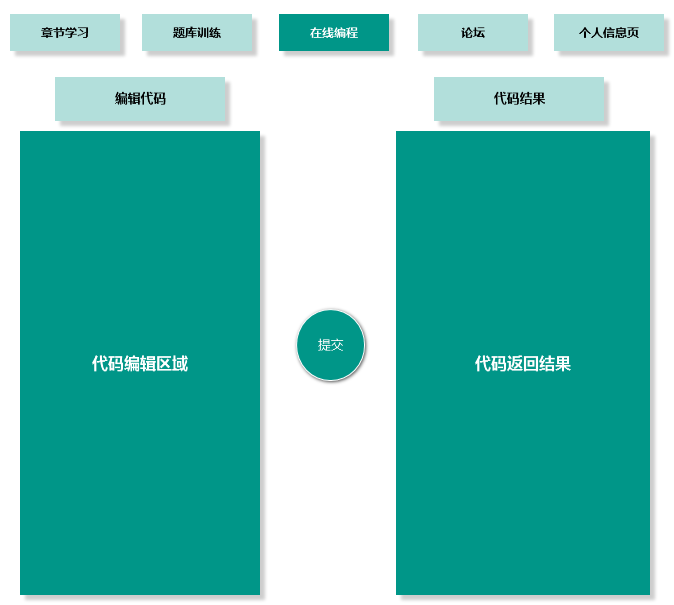 章节学习
题库训练
在线编程
论坛
个人信息页
编辑代码
代码结果
代码编辑区域
提交
代码返回结果